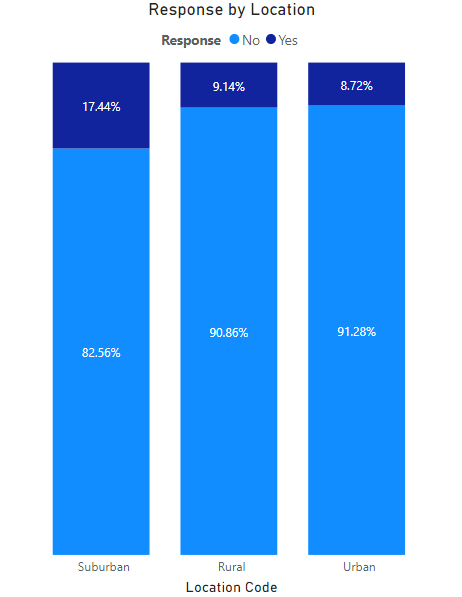 Response by Location
Response No Yes
17.44% 9.14% 8.72%
82.56% 90.86% 91.28%
Suburban Rural Urban
Location Code